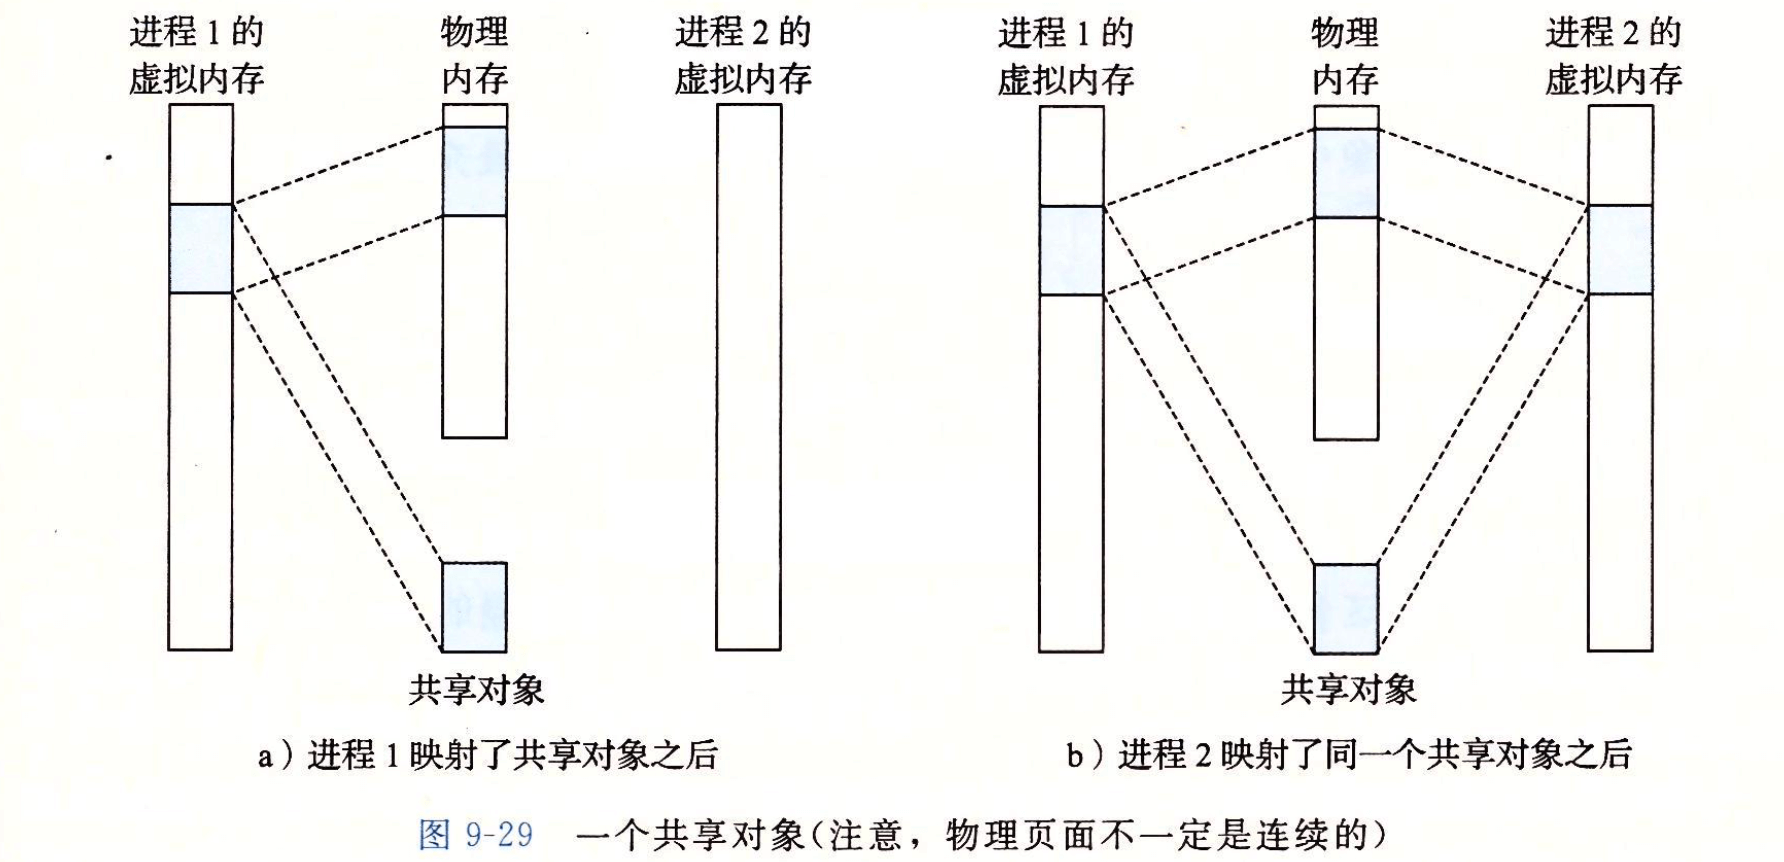 进程 1 的
虚拟内存
物理
内存
进程 2 的
虚拟内存
进程 1 的
虚拟内存
物理
内存
进程 2 的
虚拟内存
共享对象
共享对象
a）进程 1 映射了共享对象之后
b）进程 2 映射了同一个共享对象之后
图 9-29 一个共享对象（注意，物理页面不一定是连续的）